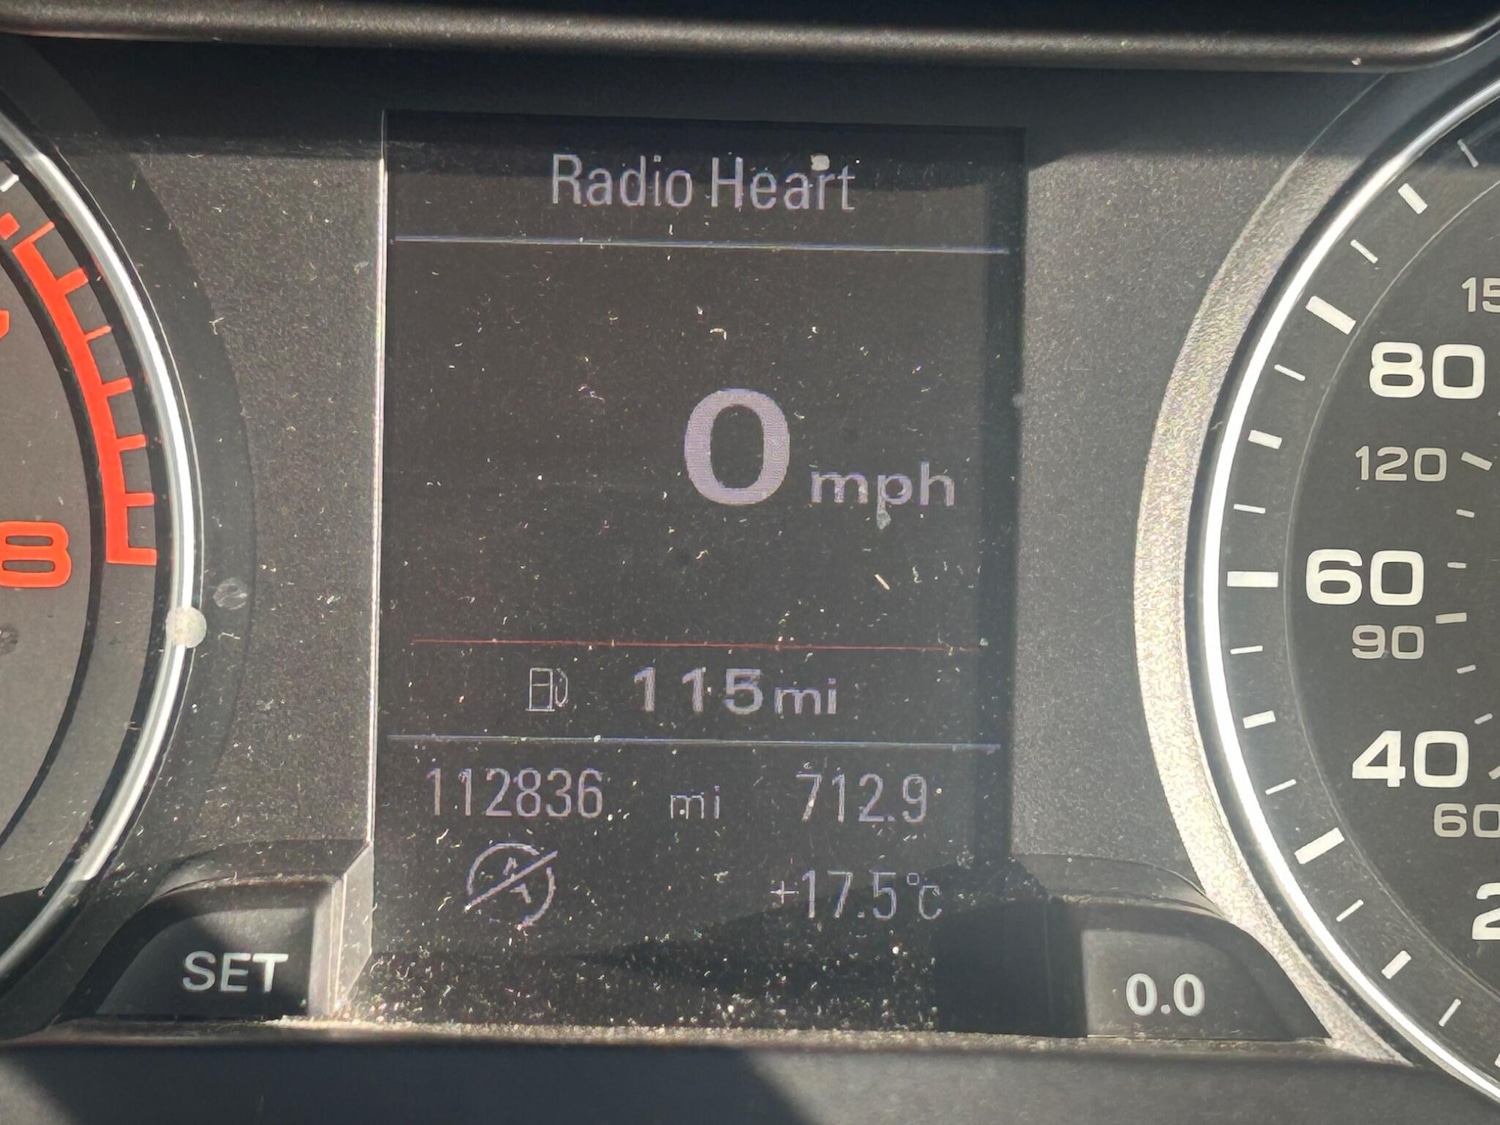 Radio Heart
0 mph
115 mi
112836 mi 712.9
+17.5°C
SET
0.0
8
80
120
60
90
40
60